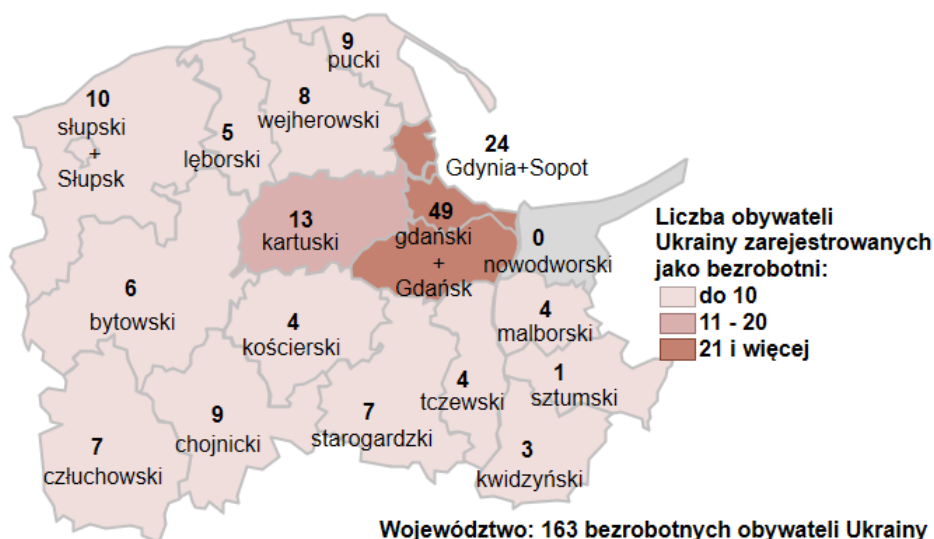 9
pucki
10
słupski
+
Słupsk
8
wejherowski
5
lęborski
24
Gdynia+Sopot
13
kartuski
49
gdański
+
Gdańsk
0
nowodworski
Liczba obywateli
Ukrainy zarejestrowanych
jako bezrobotni:
do 10
11 - 20
21 i więcej
6
bytowski
4
kościerski
4
malborski
1
sztumski
4
tczewski
7
starogardzki
9
chojnicki
7
człuchowski
3
kwidzyński
Województwo: 163 bezrobotnych obywateli Ukrainy